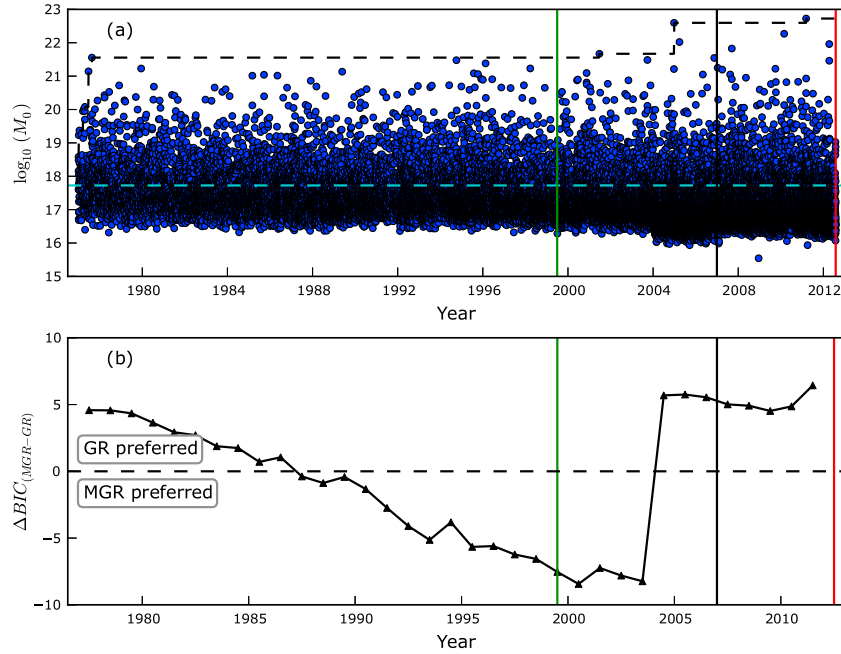 (a)
23
22
21
20
19
18
17
16
15
log₁₀ (M₀)
1980 1984 1988 1992 1996 2000 2004 2008 2012
Year
(b)
10
5
0
−5
−10
ΔBIC(MGR−GR)
GR preferred
MGR preferred
1980 1985 1990 1995 2000 2005 2010
Year